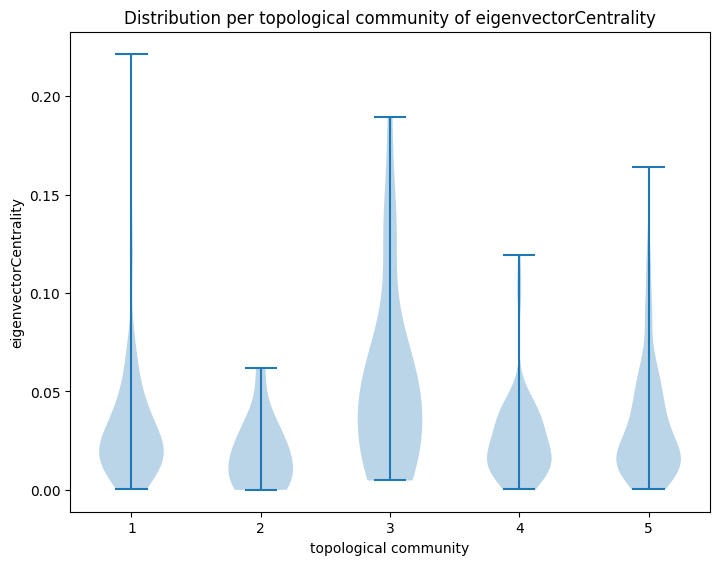 Distribution per topological community of eigenvectorCentrality
0.20
0.15
0.10
0.05
0.00
eigenvectorCentrality
1 2 3 4 5
topological community